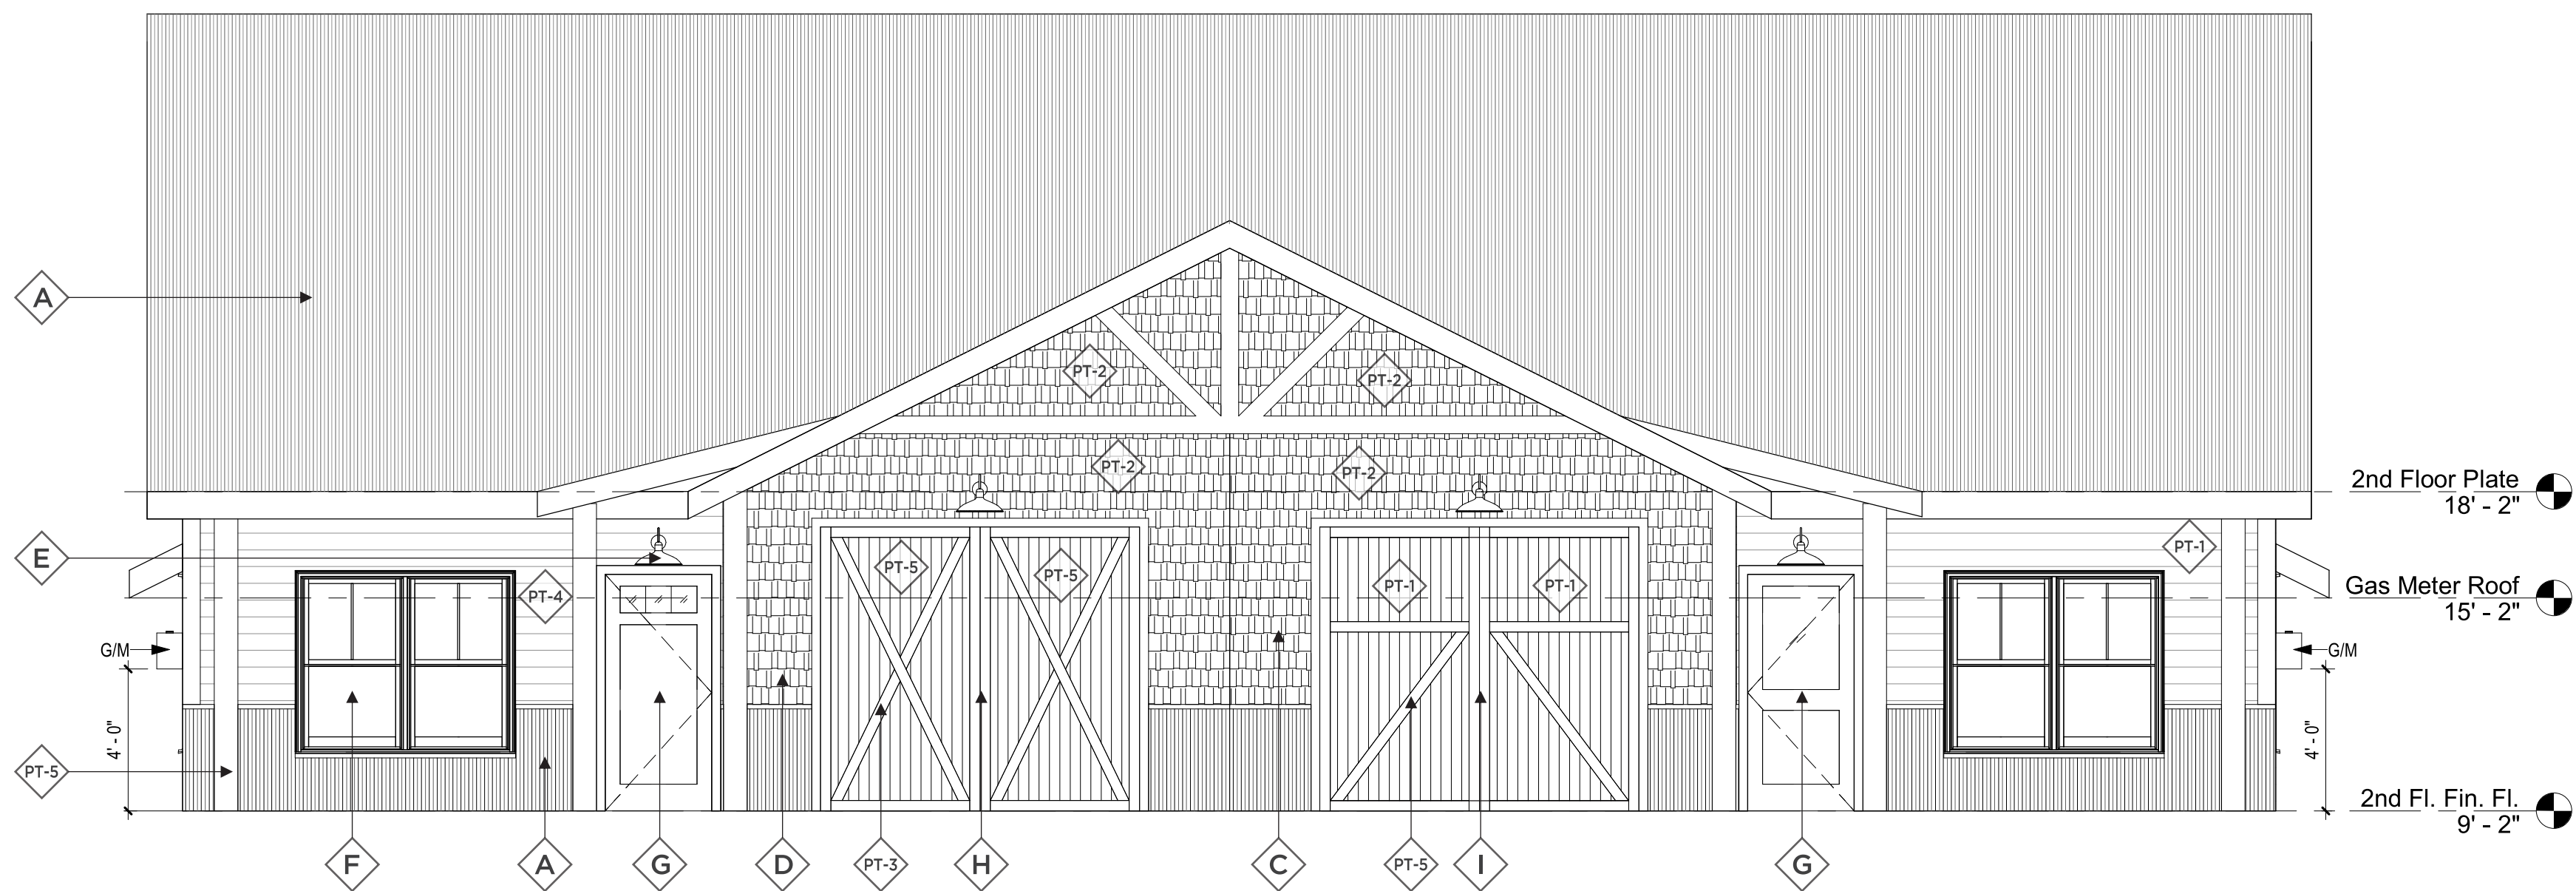 A
PT-2
PT-2
PT-2
PT-2
2nd Floor Plate
18' - 2"
E
PT-5
PT-5
PT-4
PT-1
PT-1
PT-1
Gas Meter Roof
15' - 2"
G/M
G/M
4' - 0"
4' - 0"
PT-5
2nd Fl. Fin. Fl.
9' - 2"
F
A
G
D
PT-3
H
C
PT-5
I
G